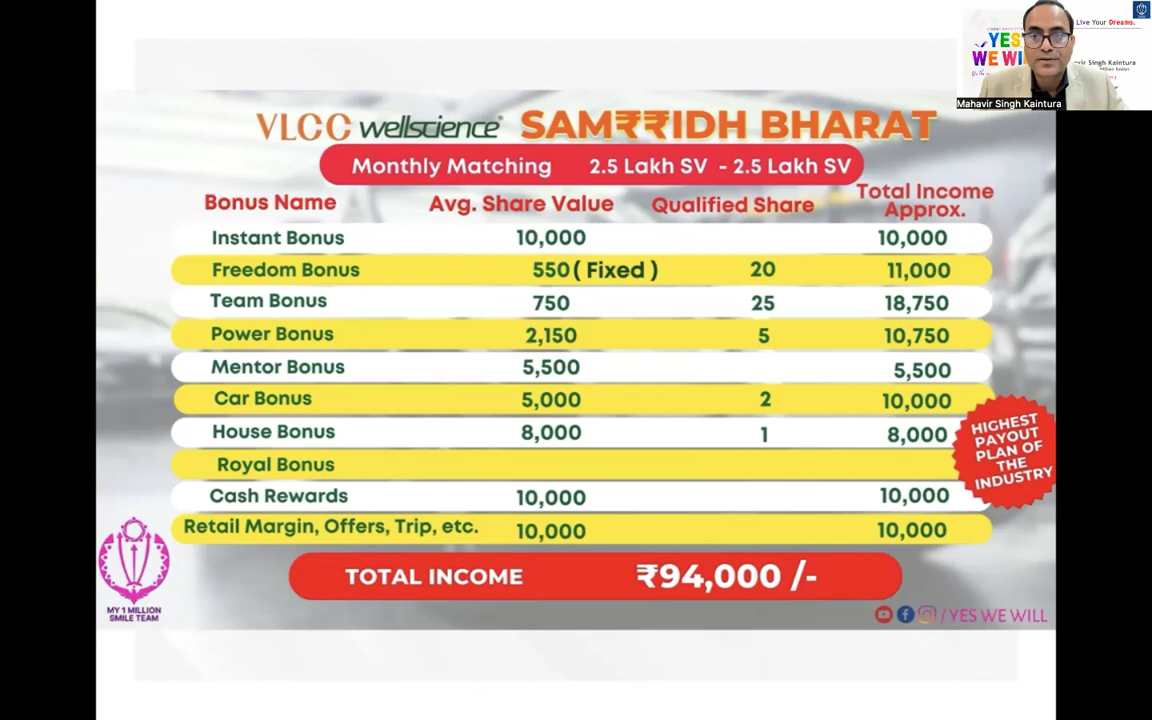 Live Your Dreams.
YES
WE WI
vir Singh Kaintura
Mahavir Singh Kaintura
VLCC wellscience® SAM₹₹IDH BHARAT
Monthly Matching 2.5 Lakh SV - 2.5 Lakh SV
Bonus Name Avg. Share Value Qualified Share Total Income Approx.
Instant Bonus 10,000 10,000
Freedom Bonus 550 ( Fixed ) 20 11,000
Team Bonus 750 25 18,750
Power Bonus 2,150 5 10,750
Mentor Bonus 5,500 5,500
Car Bonus 5,000 2 10,000
House Bonus 8,000 1 8,000
Royal Bonus
Cash Rewards 10,000 10,000
Retail Margin, Offers, Trip, etc. 10,000 10,000
HIGHEST
PAYOUT
PLAN OF
THE
INDUSTRY
TOTAL INCOME ₹94,000 /-
MY 1 MILLION
SMILE TEAM
/ YES WE WILL